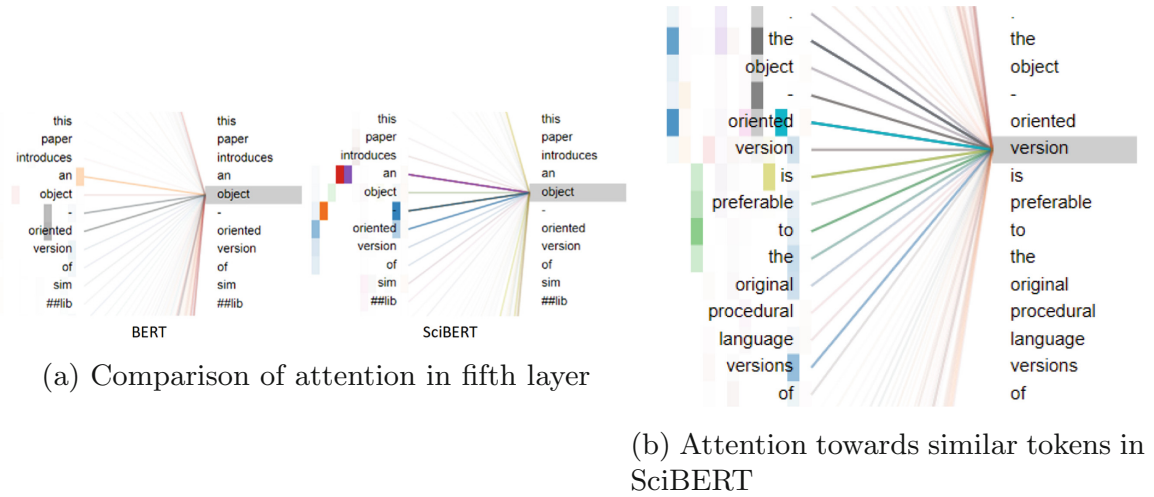 this
paper
introduces
an
object
-
oriented
version
of
sim
##lib
this
paper
introduces
an
object
-
oriented
version
of
sim
##lib
BERT
this
paper
introduces
an
object
-
oriented
version
of
sim
##lib
this
paper
introduces
an
object
-
oriented
version
of
sim
##lib
SciBERT
(a) Comparison of attention in fifth layer
-
the
object
-
oriented
version
is
preferable
to
the
original
procedural
language
versions
of
-
the
object
-
oriented
version
is
preferable
to
the
original
procedural
language
versions
of
(b) Attention towards similar tokens in
SciBERT